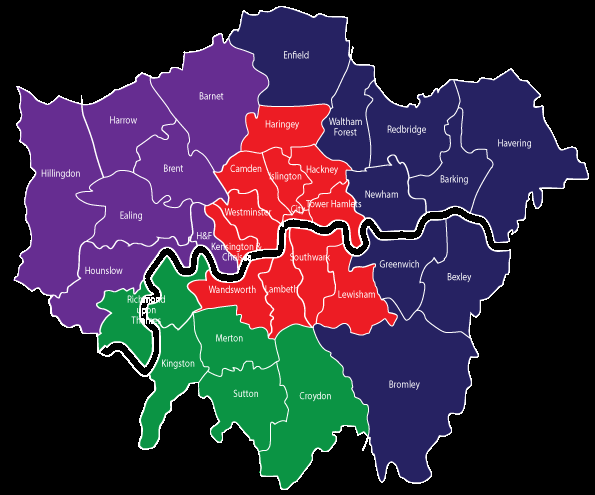 Enfield
Barnet
Harrow
Haringey
Waltham
Forest
Redbridge
Havering
Hillingdon
Brent
Camden
Islington
Hackney
Barking
Newham
Ealing
Westminster
City
Tower Hamlets
H&F
Kensington &
Chelsea
Hounslow
Southwark
Greenwich
Bexley
Richmond
upon
Thames
Wandsworth
Lambeth
Lewisham
Merton
Kingston
Sutton
Croydon
Bromley